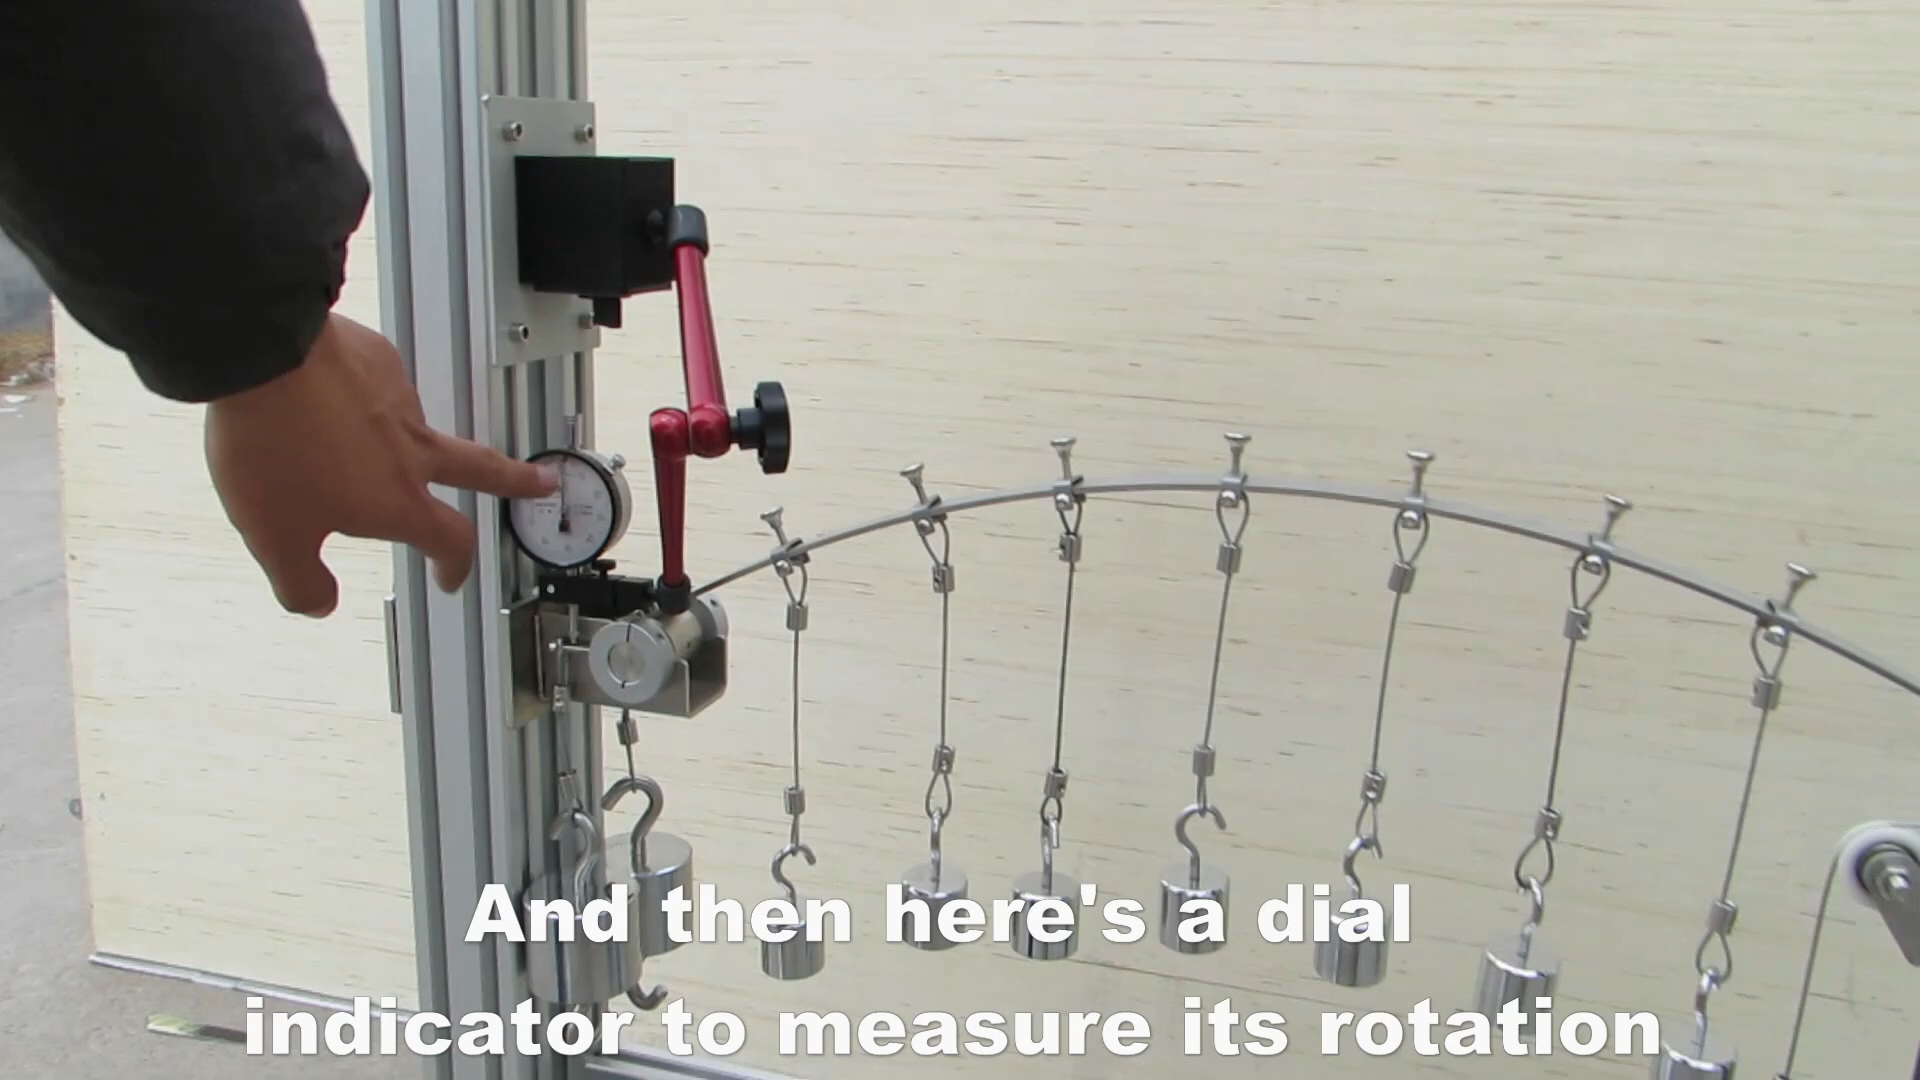 And then here's a dial
indicator to measure its rotation